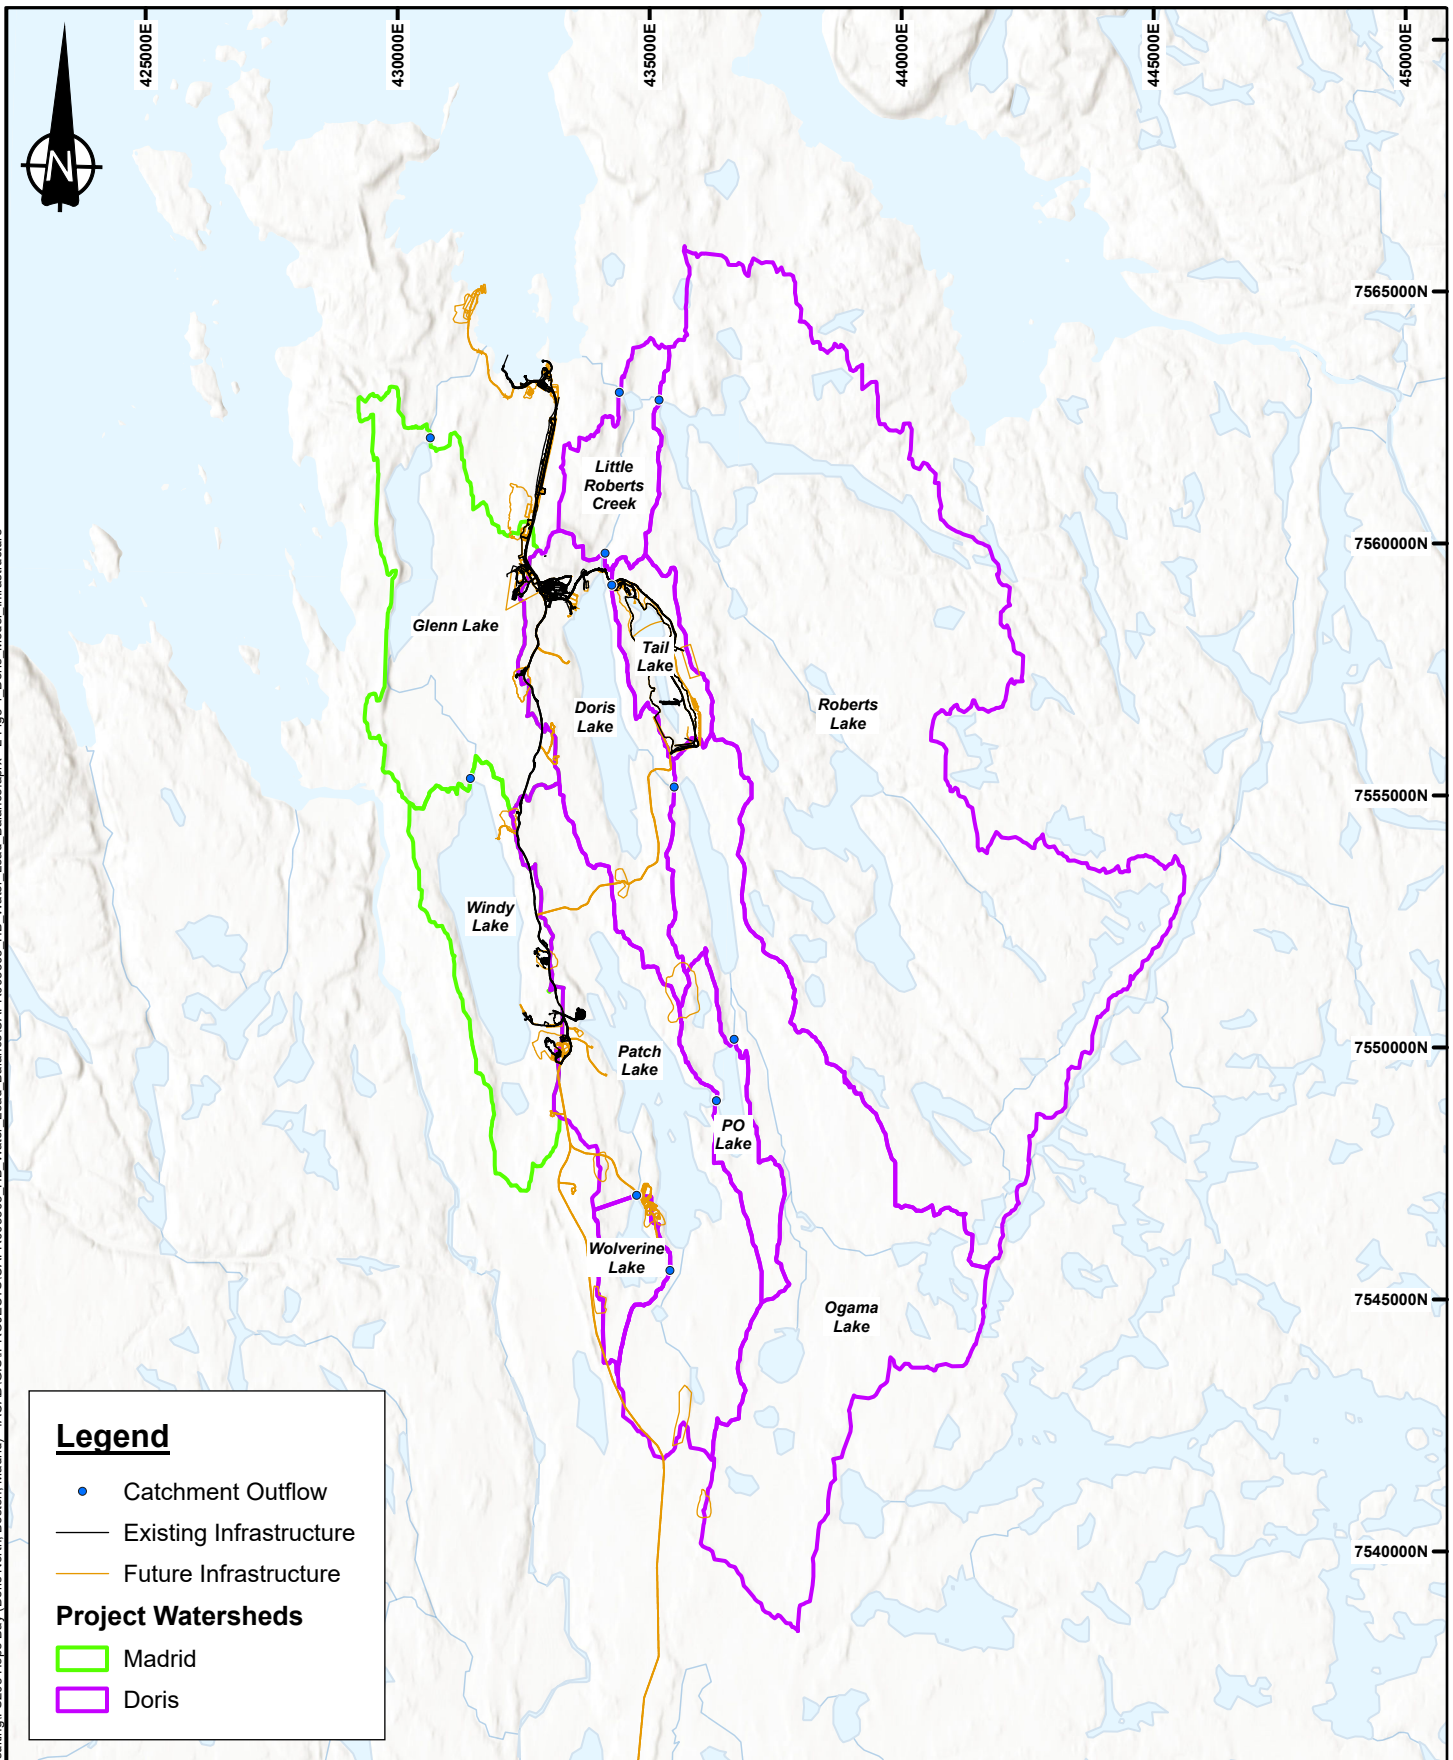 425000E
430000E
435000E
440000E
445000E
450000E
N
7565000N
Little
Roberts
Creek
7560000N
Glenn Lake
Tail
Lake
Doris
Lake
Roberts
Lake
7555000N
Windy
Lake
Patch
Lake
7550000N
PO
Lake
Wolverine
Lake
Ogama
Lake
7545000N
7540000N
Legend
Catchment Outflow
Existing Infrastructure
Future Infrastructure
Project Watersheds
Madrid
Doris